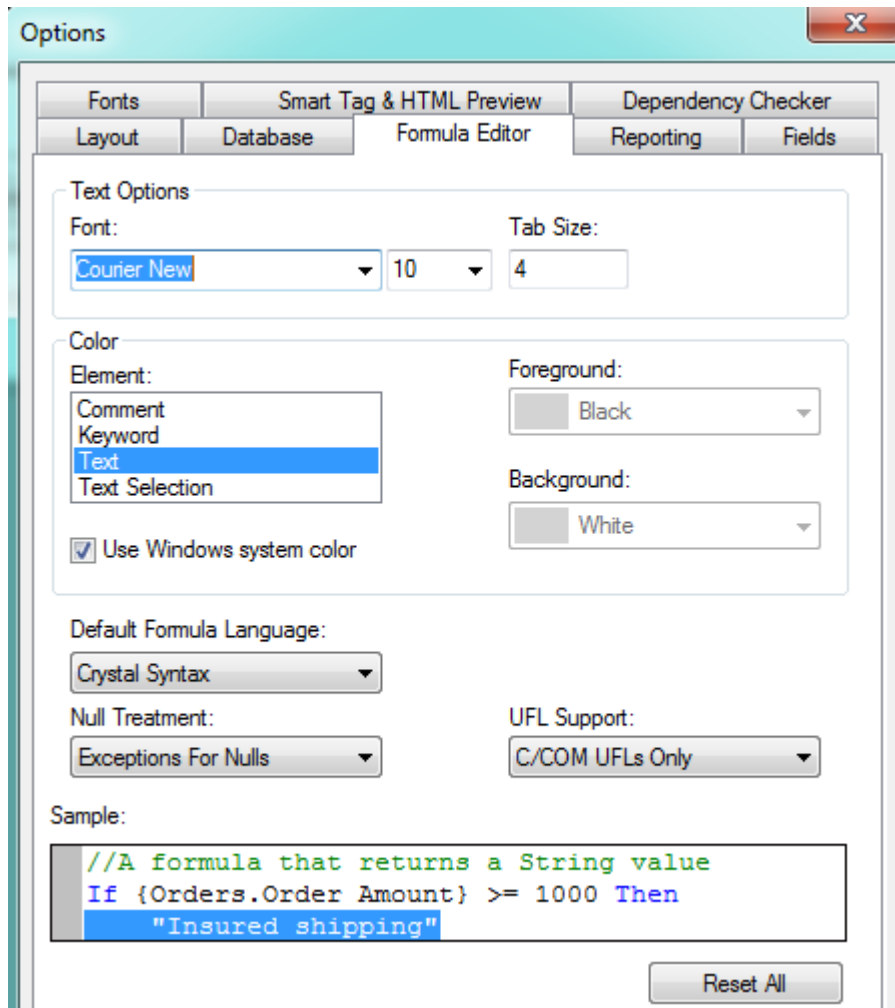 Options
Fonts Smart Tag & HTML Preview Dependency Checker
Layout Database Formula Editor Reporting Fields
Text Options
Font: Tab Size:
Courier New 10 4
Color
Element: Foreground:
Comment Black
Keyword
Text
Text Selection Background:
White
Use Windows system color
Default Formula Language:
Crystal Syntax
Null Treatment: UFL Support:
Exceptions For Nulls C/COM UFLs Only
Sample:
//A formula that returns a String value
If {Orders.Order Amount} >= 1000 Then
"Insured shipping"
Reset All